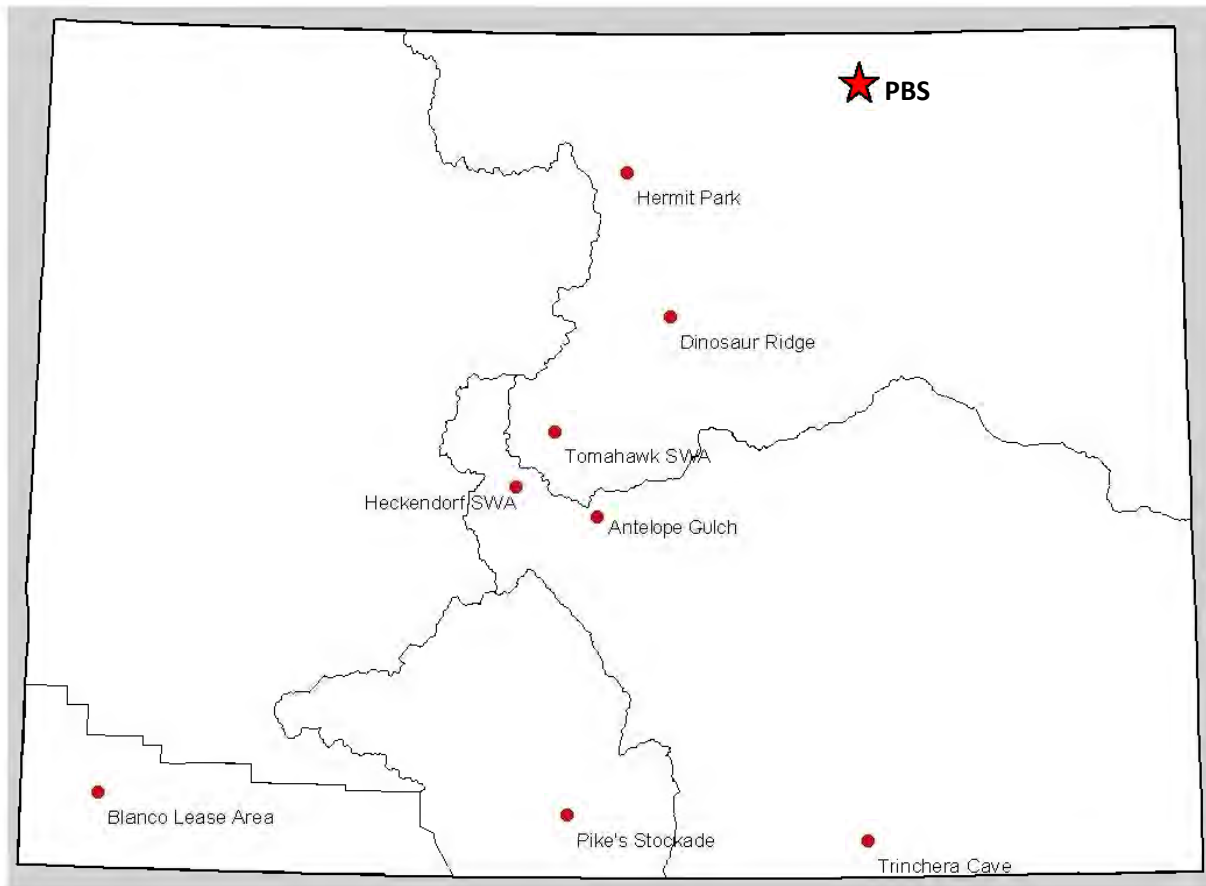 PBS
Hermit Park
Dinosaur Ridge
Tomahawk SWA
Heckendorf SWA
Antelope Gulch
Blanco Lease Area
Pike's Stockade
Trinchera Cave